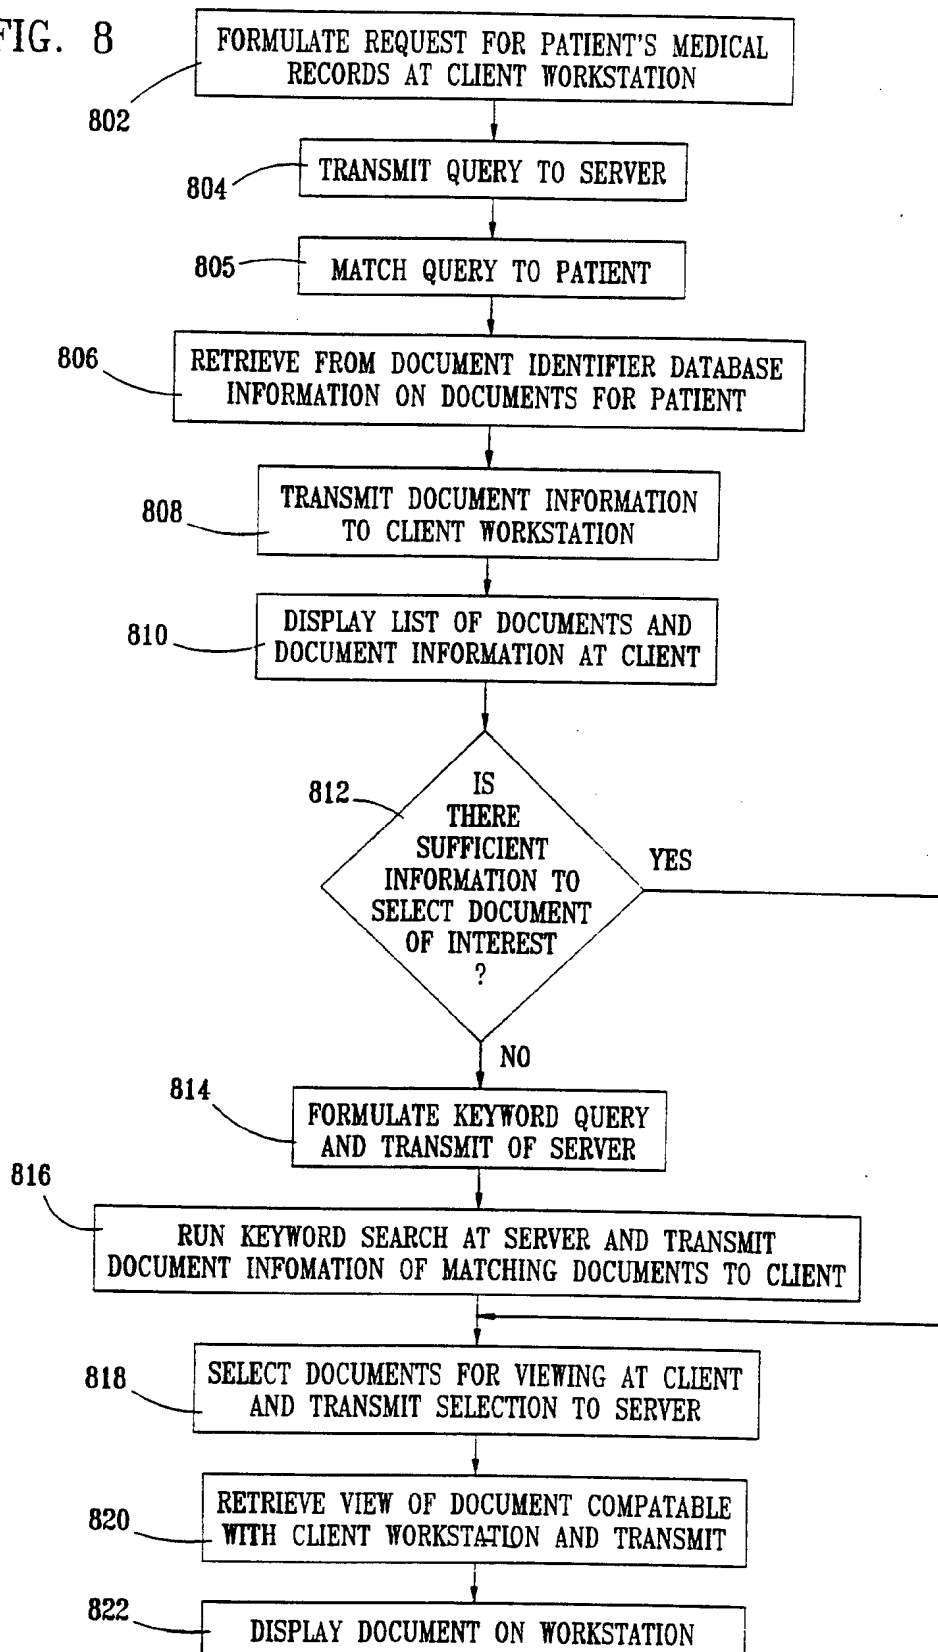 FIG. 8
FORMULATE REQUEST FOR PATIENT'S MEDICAL
RECORDS AT CLIENT WORKSTATION
802
TRANSMIT QUERY TO SERVER
804
MATCH QUERY TO PATIENT
805
RETRIEVE FROM DOCUMENT IDENTIFIER DATABASE
INFORMATION ON DOCUMENTS FOR PATIENT
806
TRANSMIT DOCUMENT INFORMATION
TO CLIENT WORKSTATION
808
DISPLAY LIST OF DOCUMENTS AND
DOCUMENT INFORMATION AT CLIENT
810
IS
THERE
SUFFICIENT
INFORMATION TO
SELECT DOCUMENT
OF INTEREST
?
812
YES
NO
814
FORMULATE KEYWORD QUERY
AND TRANSMIT OF SERVER
816
RUN KEYWORD SEARCH AT SERVER AND TRANSMIT
DOCUMENT INFOMATION OF MATCHING DOCUMENTS TO CLIENT
818
SELECT DOCUMENTS FOR VIEWING AT CLIENT
AND TRANSMIT SELECTION TO SERVER
820
RETRIEVE VIEW OF DOCUMENT COMPATABLE
WITH CLIENT WORKSTATION AND TRANSMIT
822
DISPLAY DOCUMENT ON WORKSTATION